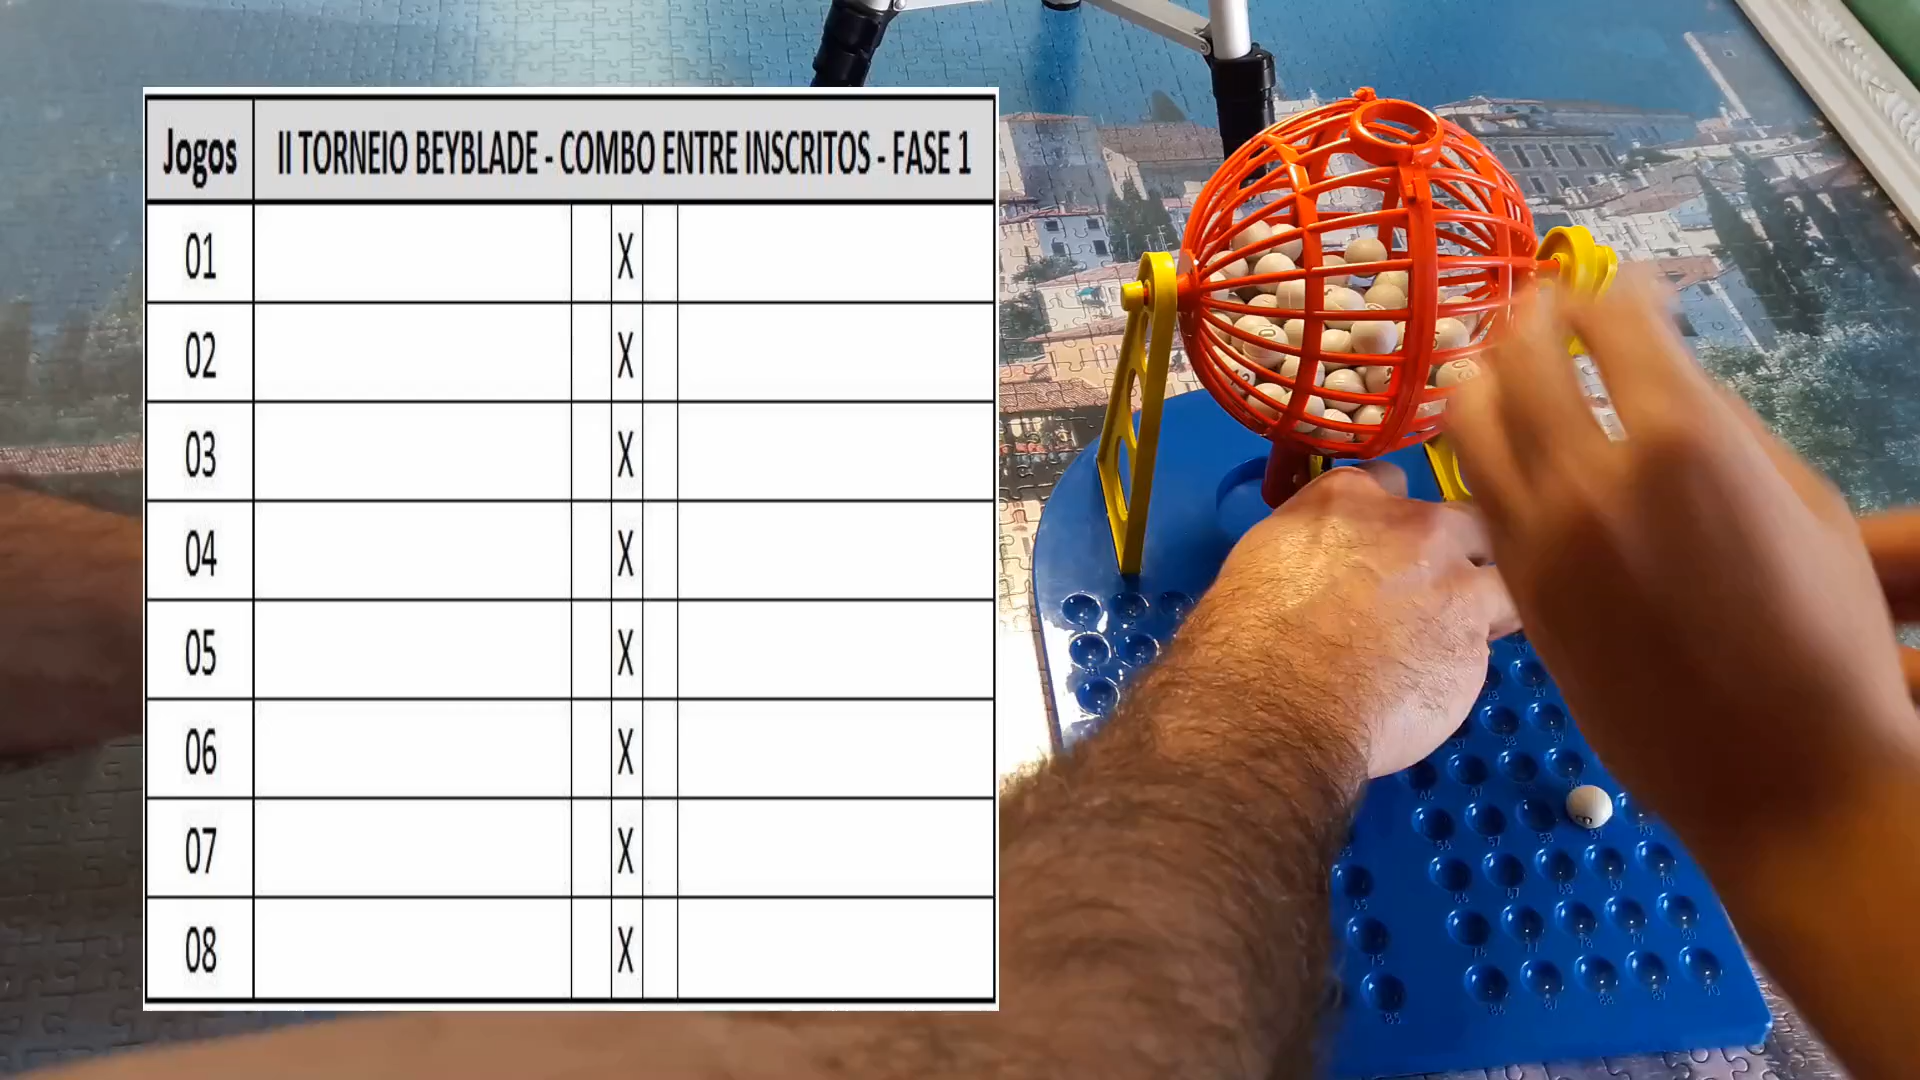 Jogos II TORNEIO BEYBLADE - COMBO ENTRE INSCRITOS - FASE 1
01 X
02 X
03 X
04 X
05 X
06 X
07 X
08 X